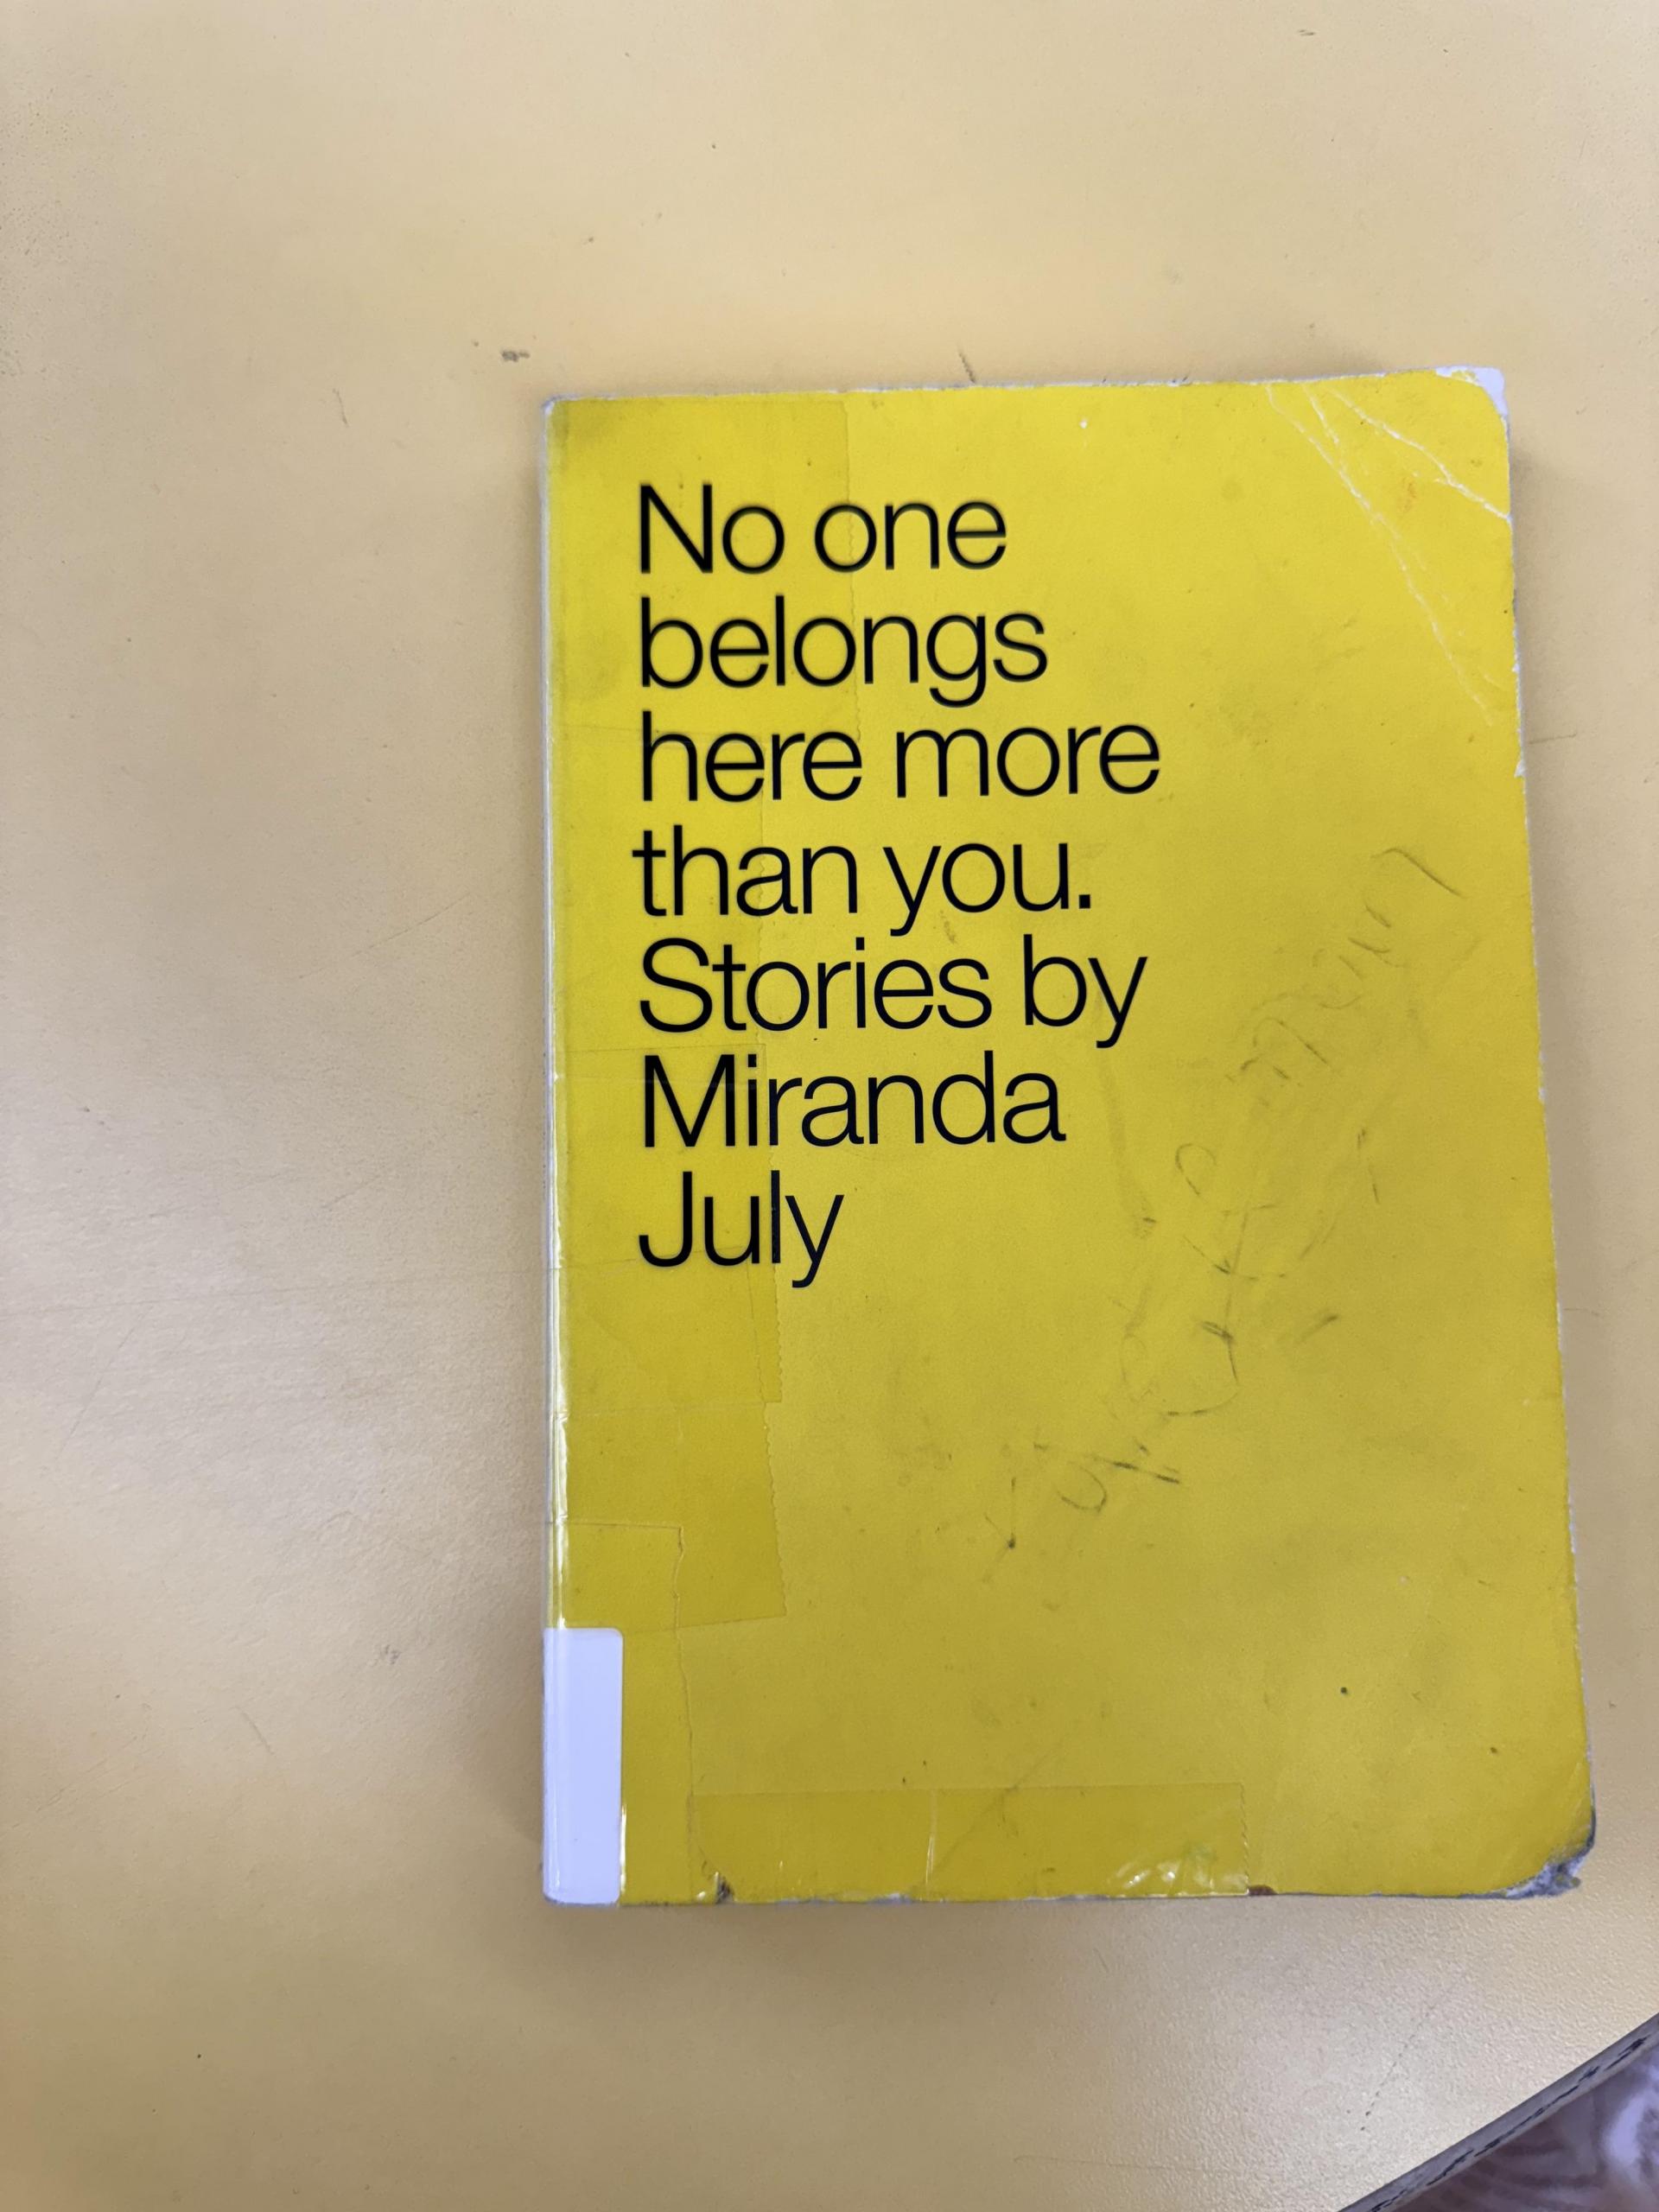 No one
belongs
here more
than you.
Stories by
Miranda
July